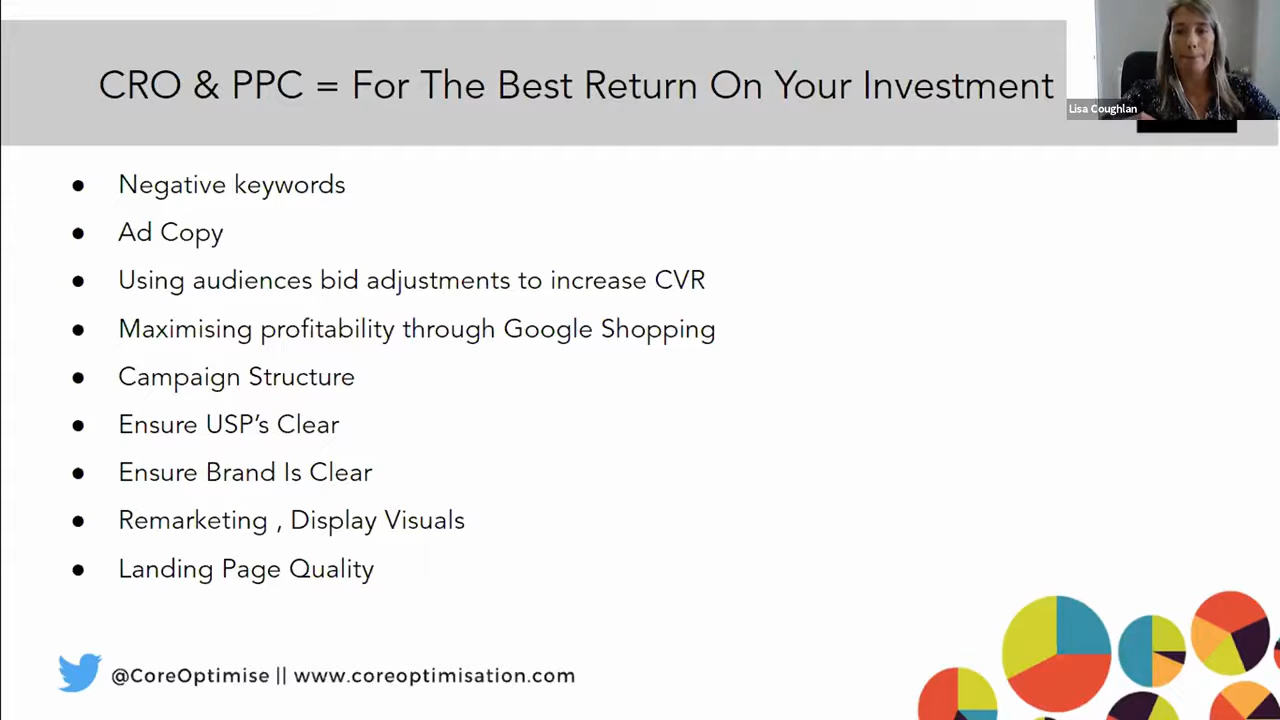 CRO & PPC = For The Best Return On Your Investment
Lisa Coughlan
● Negative keywords
● Ad Copy
● Using audiences bid adjustments to increase CVR
● Maximising profitability through Google Shopping
● Campaign Structure
● Ensure USP’s Clear
● Ensure Brand Is Clear
● Remarketing , Display Visuals
● Landing Page Quality
@CoreOptimise || www.coreoptimisation.com